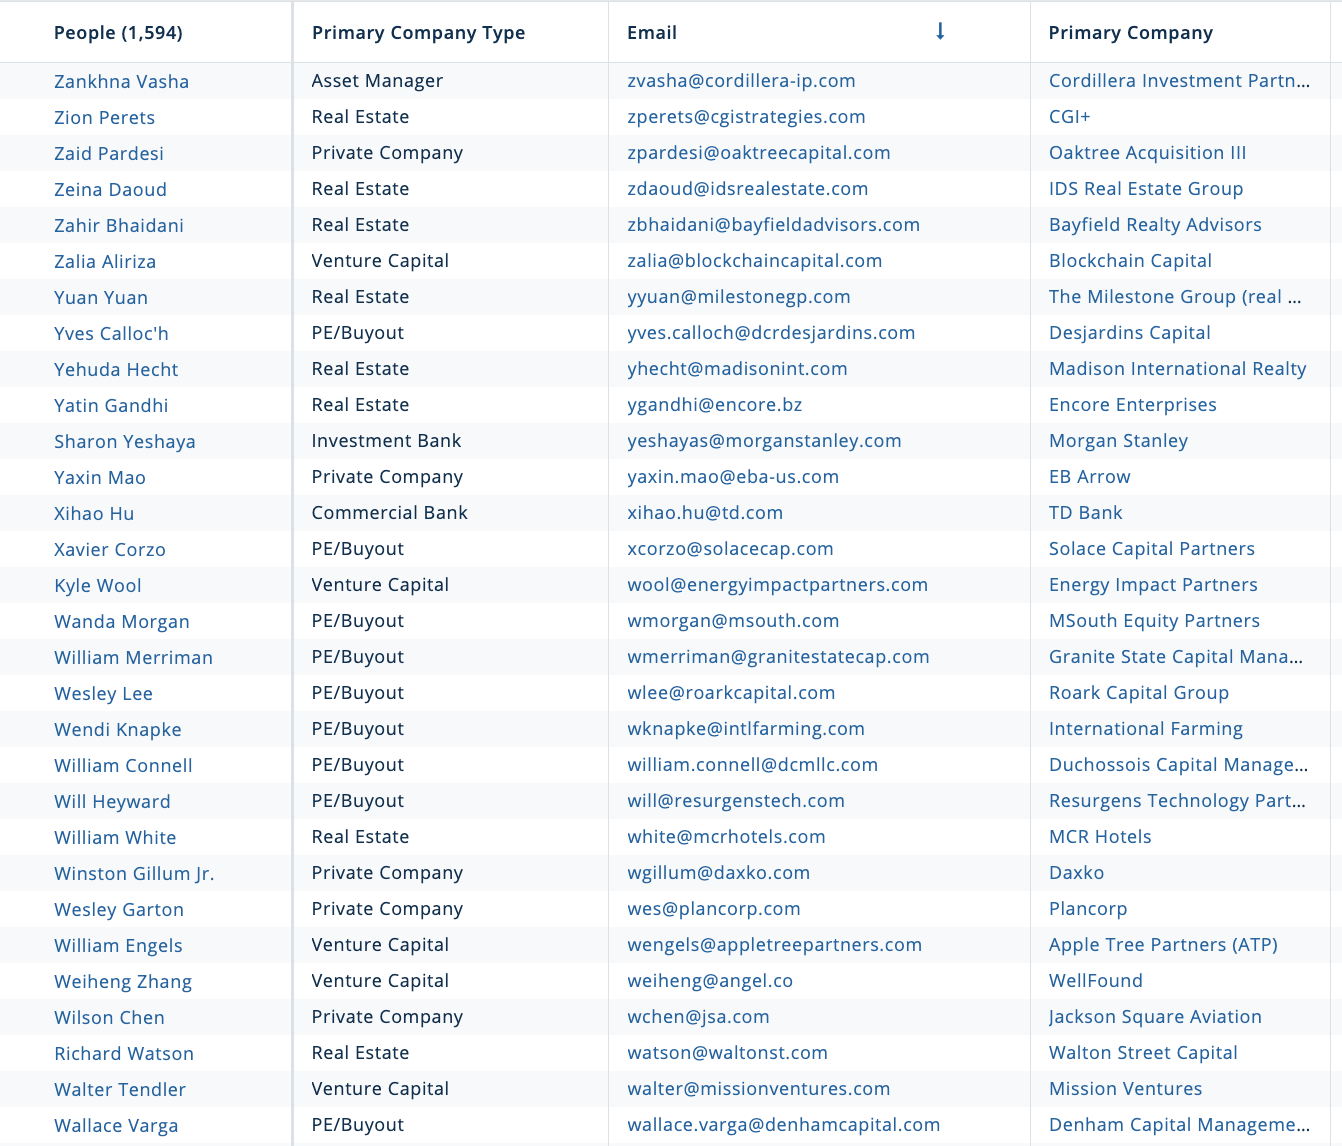 People (1,594) Primary Company Type Email ↓ Primary Company
Zankhna Vasha Asset Manager zvasha@cordillera-ip.com Cordillera Investment Partn...
Zion Perets Real Estate zperets@cgistrategies.com CGI+
Zaid Pardesi Private Company zpardesi@oaktreecapital.com Oaktree Acquisition III
Zeina Daoud Real Estate zdaoud@idsrealestate.com IDS Real Estate Group
Zahir Bhaidani Real Estate zbhaidani@bayfieldadvisors.com Bayfield Realty Advisors
Zalia Aliriza Venture Capital zalia@blockchaincapital.com Blockchain Capital
Yuan Yuan Real Estate yyuan@milestonegp.com The Milestone Group (real ...
Yves Calloc'h PE/Buyout yves.calloch@dcrdesjardins.com Desjardins Capital
Yehuda Hecht Real Estate yhecht@madisonint.com Madison International Realty
Yatin Gandhi Real Estate ygandhi@encore.bz Encore Enterprises
Sharon Yeshaya Investment Bank yeshayas@morganstanley.com Morgan Stanley
Yaxin Mao Private Company yaxin.mao@eba-us.com EB Arrow
Xihao Hu Commercial Bank xihao.hu@td.com TD Bank
Xavier Corzo PE/Buyout xcorzo@solacecap.com Solace Capital Partners
Kyle Wool Venture Capital wool@energyimpactpartners.com Energy Impact Partners
Wanda Morgan PE/Buyout wmorgan@msouth.com MSouth Equity Partners
William Merriman PE/Buyout wmerriman@granitestatecap.com Granite State Capital Mana...
Wesley Lee PE/Buyout wlee@roarkcapital.com Roark Capital Group
Wendi Knapke PE/Buyout wknapke@intlfarming.com International Farming
William Connell PE/Buyout william.connell@dcmllc.com Duchossois Capital Manage...
Will Heyward PE/Buyout will@resurgenstech.com Resurgens Technology Part...
William White Real Estate white@mcrhotels.com MCR Hotels
Winston Gillum Jr. Private Company wgillum@daxko.com Daxko
Wesley Garton Private Company wes@plancorp.com Plancorp
William Engels Venture Capital wengels@appletreepartners.com Apple Tree Partners (ATP)
Weiheng Zhang Venture Capital weiheng@angel.co WellFound
Wilson Chen Private Company wchen@jsa.com Jackson Square Aviation
Richard Watson Real Estate watson@waltonst.com Walton Street Capital
Walter Tendler Venture Capital walter@missionventures.com Mission Ventures
Wallace Varga PE/Buyout wallace.varga@denhamcapital.com Denham Capital Manageme...